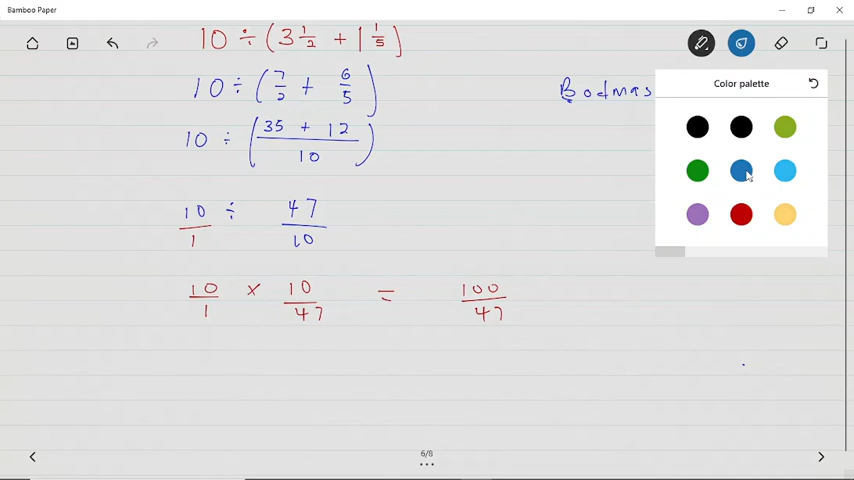 Bamboo Paper
10 ÷ (3 1/2 + 1 1/5)
10 ÷ (7/2 + 6/5)
Bodmas
Color palette
10 ÷ ((35 + 12)/10)
10/1 ÷ 47/10
10/1 × 10/47 = 100/47
6/8